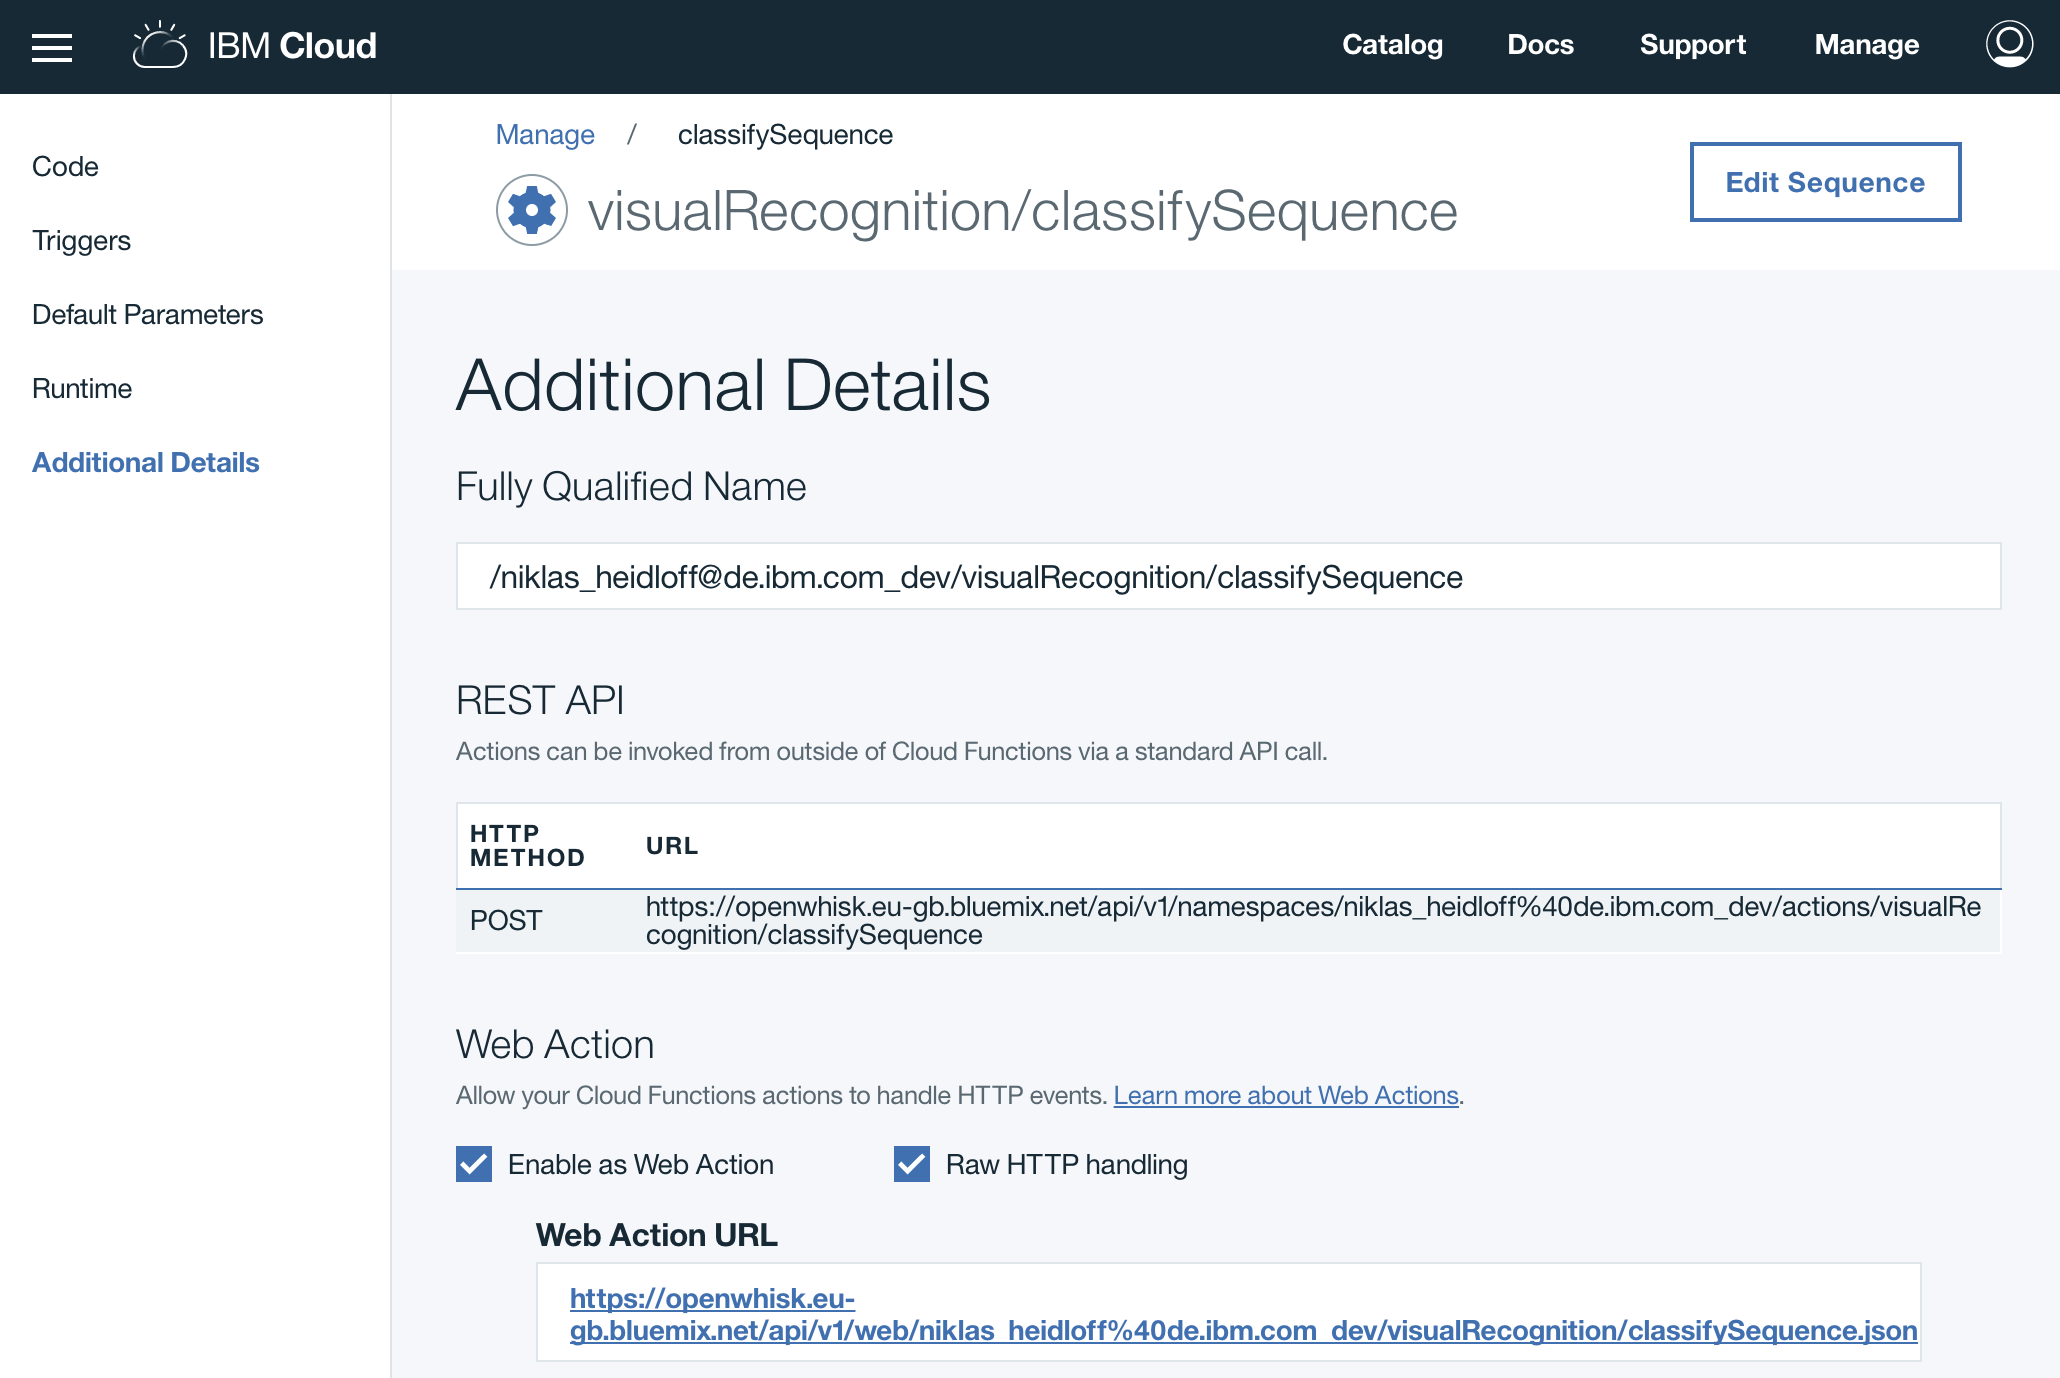 IBM Cloud
Catalog
Docs
Support
Manage
Code
Triggers
Default Parameters
Runtime
Additional Details
Manage / classifySequence
visualRecognition/classifySequence
Edit Sequence
Additional Details
Fully Qualified Name
/niklas_heidloff@de.ibm.com_dev/visualRecognition/classifySequence
REST API
Actions can be invoked from outside of Cloud Functions via a standard API call.
HTTP
METHOD
URL
POST
https://openwhisk.eu-gb.bluemix.net/api/v1/namespaces/niklas_heidloff%40de.ibm.com_dev/actions/visualRe
cognition/classifySequence
Web Action
Allow your Cloud Functions actions to handle HTTP events. Learn more about Web Actions.
Enable as Web Action
Raw HTTP handling
Web Action URL
https://openwhisk.eu-
gb.bluemix.net/api/v1/web/niklas_heidloff%40de.ibm.com_dev/visualRecognition/classifySequence.json